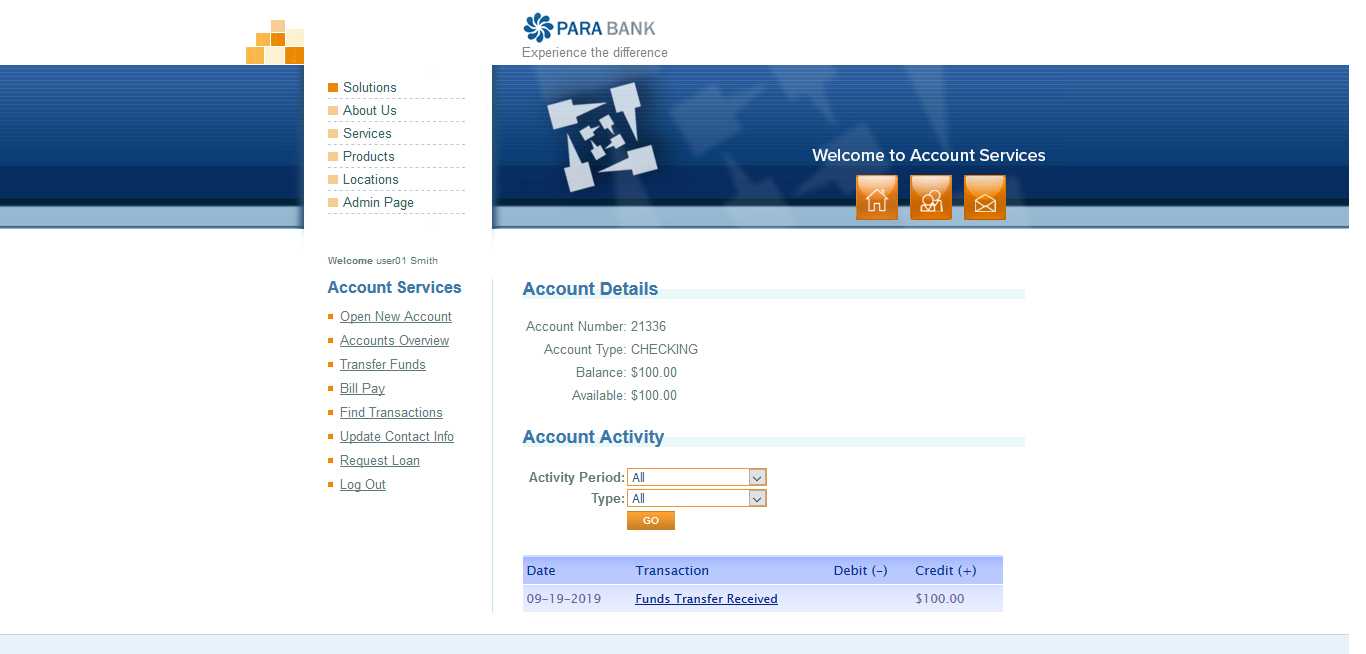 PARA BANK
Experience the difference
Solutions
About Us
Services
Products
Locations
Admin Page
Welcome to Account Services
Welcome user01 Smith
Account Services
Open New Account
Accounts Overview
Transfer Funds
Bill Pay
Find Transactions
Update Contact Info
Request Loan
Log Out
Account Details
Account Number: 21336
Account Type: CHECKING
Balance: $100.00
Available: $100.00
Account Activity
Activity Period: All
Type: All
GO
Date Transaction Debit (-) Credit (+)
09-19-2019 Funds Transfer Received $100.00